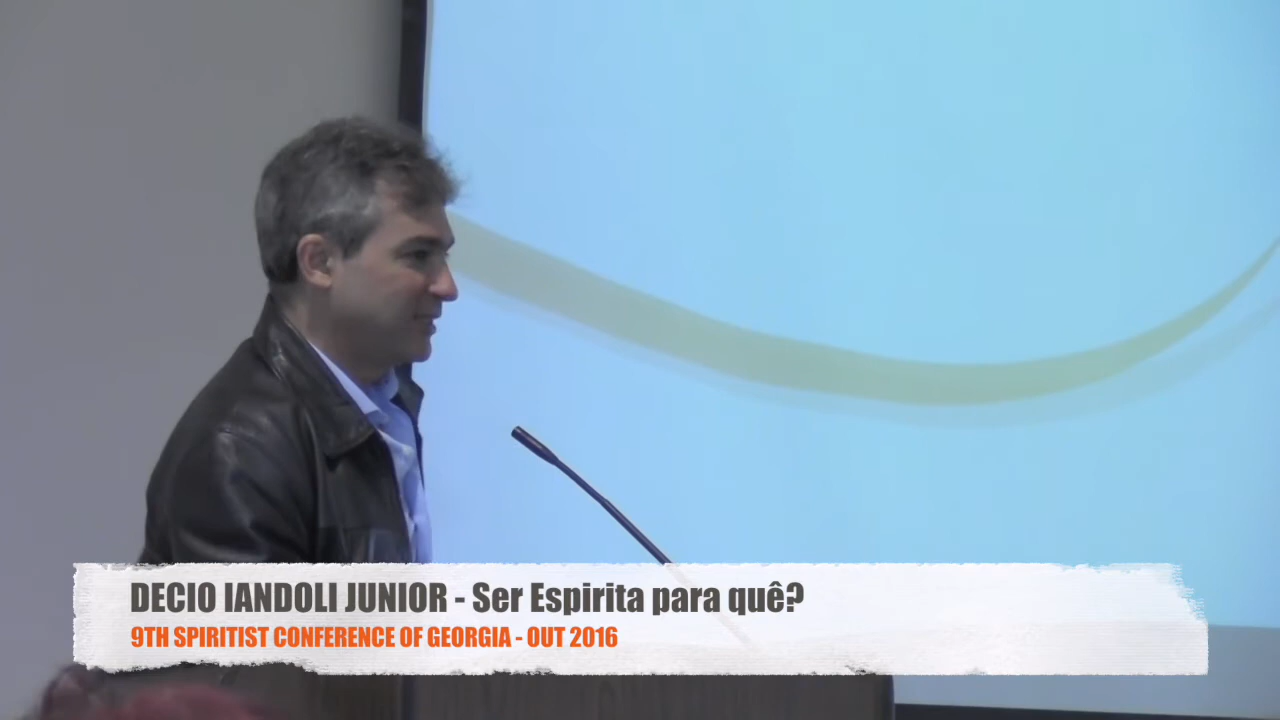 DECIO IANDOLI JUNIOR - Ser Espirita para quê?
9TH SPIRITIST CONFERENCE OF GEORGIA - OUT 2016